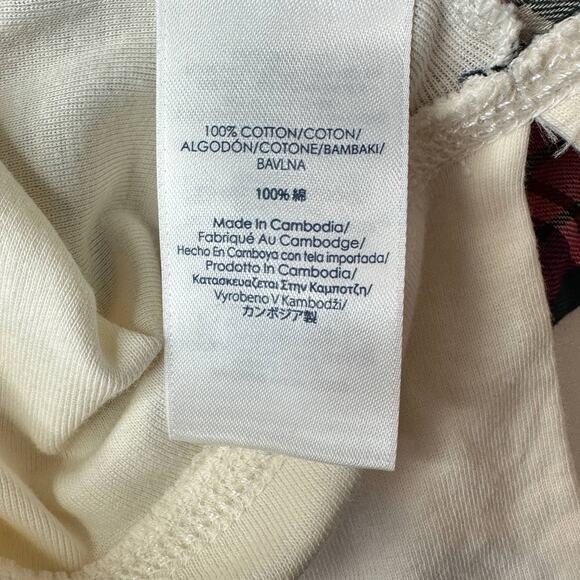 100% COTTON/COTON/
ALGODÓN/COTONE/BAMBAKI/
BAVLNA
100% 綿
Made In Cambodia/
Fabriqué Au Cambodge/
Hecho En Camboya con tela importada/
Prodotto In Cambodia/
Κατασκευαζεται Στην Καμποτζη/
Vyrobeno V Kambodži/
カンボジア製